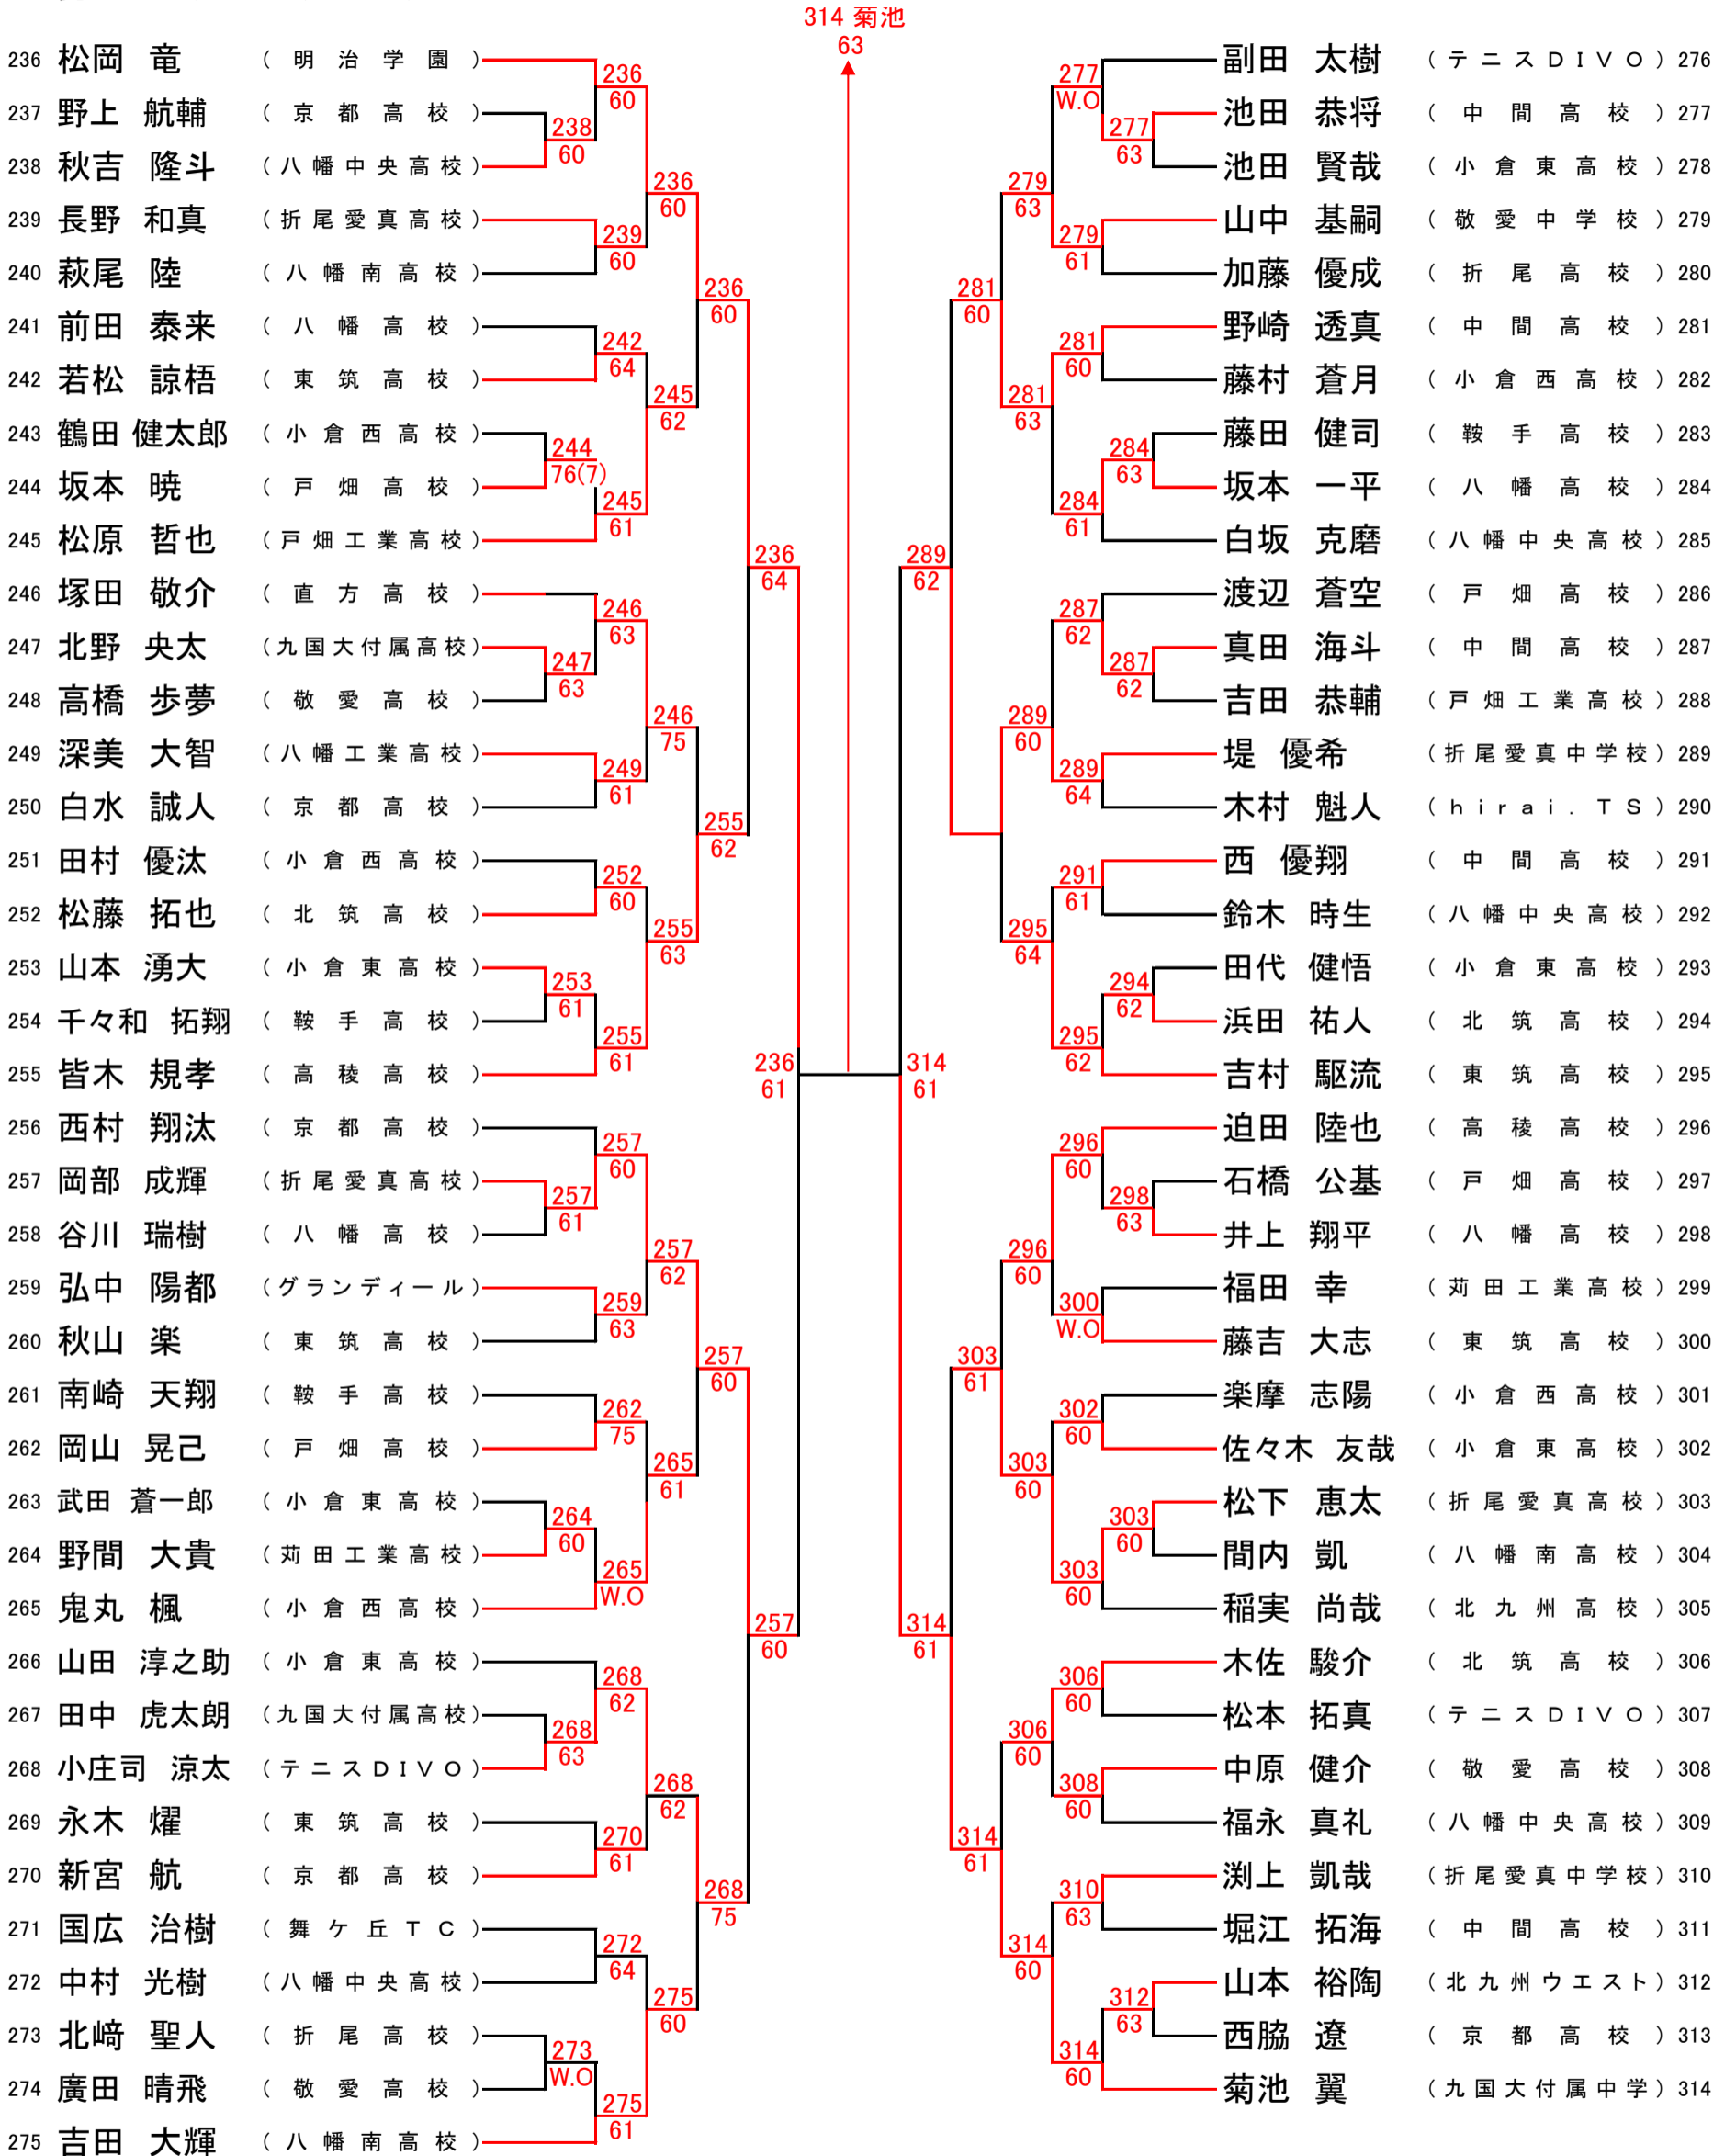 314 菊池
63
236 松岡 竜 （明治学園）
237 野上 航輔 （京都高校）
238 秋吉 隆斗 （八幡中央高校）
239 長野 和真 （折尾愛真高校）
240 萩尾 陸 （八幡南高校）
241 前田 泰来 （八幡高校）
242 若松 諒梧 （東筑高校）
243 鶴田 健太郎 （小倉西高校）
244 坂本 暁 （戸畑高校）
245 松原 哲也 （戸畑工業高校）
246 塚田 敬介 （直方高校）
247 北野 央太 （九国大付属高校）
248 高橋 歩夢 （敬愛高校）
249 深美 大智 （八幡工業高校）
250 白水 誠人 （京都高校）
251 田村 優汰 （小倉西高校）
252 松藤 拓也 （北筑高校）
253 山本 湧大 （小倉東高校）
254 千々和 拓翔 （鞍手高校）
255 皆木 規孝 （高稜高校）
256 西村 翔汰 （京都高校）
257 岡部 成輝 （折尾愛真高校）
258 谷川 瑞樹 （八幡高校）
259 弘中 陽都 （グランディール）
260 秋山 楽 （東筑高校）
261 南崎 天翔 （鞍手高校）
262 岡山 晃己 （戸畑高校）
263 武田 蒼一郎 （小倉東高校）
264 野間 大貴 （苅田工業高校）
265 鬼丸 楓 （小倉西高校）
266 山田 淳之助 （小倉東高校）
267 田中 虎太朗 （九国大付属高校）
268 小庄司 涼太 （テニスＤＩＶＯ）
269 永木 燿 （東筑高校）
270 新宮 航 （京都高校）
271 国広 治樹 （舞ケ丘ＴＣ）
272 中村 光樹 （八幡中央高校）
273 北﨑 聖人 （折尾高校）
274 廣田 晴飛 （敬愛高校）
275 吉田 大輝 （八幡南高校）
238
60
244
76(7)
247
63
253
61
257
61
264
60
268
63
273
W.O
236
60
239
60
242
64
245
61
246
63
249
61
252
60
255
61
257
60
259
63
262
75
265
W.O
268
62
270
61
272
64
275
61
236
60
245
62
246
75
255
63
257
62
265
61
268
62
275
60
236
60
255
62
257
60
268
75
236
64
257
60
236
61
314
61
289
62
314
61
281
60
303
61
314
61
279
63
281
63
289
60
295
64
296
60
303
60
306
60
314
60
277
W.O
279
61
281
60
284
61
287
62
289
64
291
61
295
62
296
60
300
W.O
302
60
303
60
306
60
308
60
310
63
314
60
277
63
284
63
287
62
294
62
298
63
303
60
312
63
副田 太樹 （テニスＤＩＶＯ） 276
池田 恭将 （中間高校） 277
池田 賢哉 （小倉東高校） 278
山中 基嗣 （敬愛中学校） 279
加藤 優成 （折尾高校） 280
野崎 透真 （中間高校） 281
藤村 蒼月 （小倉西高校） 282
藤田 健司 （鞍手高校） 283
坂本 一平 （八幡高校） 284
白坂 克磨 （八幡中央高校） 285
渡辺 蒼空 （戸畑高校） 286
真田 海斗 （中間高校） 287
吉田 恭輔 （戸畑工業高校） 288
堤 優希 （折尾愛真中学校） 289
木村 魁人 （ｈｉｒａｉ．ＴＳ） 290
西 優翔 （中間高校） 291
鈴木 時生 （八幡中央高校） 292
田代 健悟 （小倉東高校） 293
浜田 祐人 （北筑高校） 294
吉村 駆流 （東筑高校） 295
迫田 陸也 （高稜高校） 296
石橋 公基 （戸畑高校） 297
井上 翔平 （八幡高校） 298
福田 幸 （苅田工業高校） 299
藤吉 大志 （東筑高校） 300
楽摩 志陽 （小倉西高校） 301
佐々木 友哉 （小倉東高校） 302
松下 恵太 （折尾愛真高校） 303
間内 凱 （八幡南高校） 304
稲実 尚哉 （北九州高校） 305
木佐 駿介 （北筑高校） 306
松本 拓真 （テニスＤＩＶＯ） 307
中原 健介 （敬愛高校） 308
福永 真礼 （八幡中央高校） 309
渕上 凱哉 （折尾愛真中学校） 310
堀江 拓海 （中間高校） 311
山本 裕陶 （北九州ウエスト） 312
西脇 遼 （京都高校） 313
菊池 翼 （九国大付属中学） 314